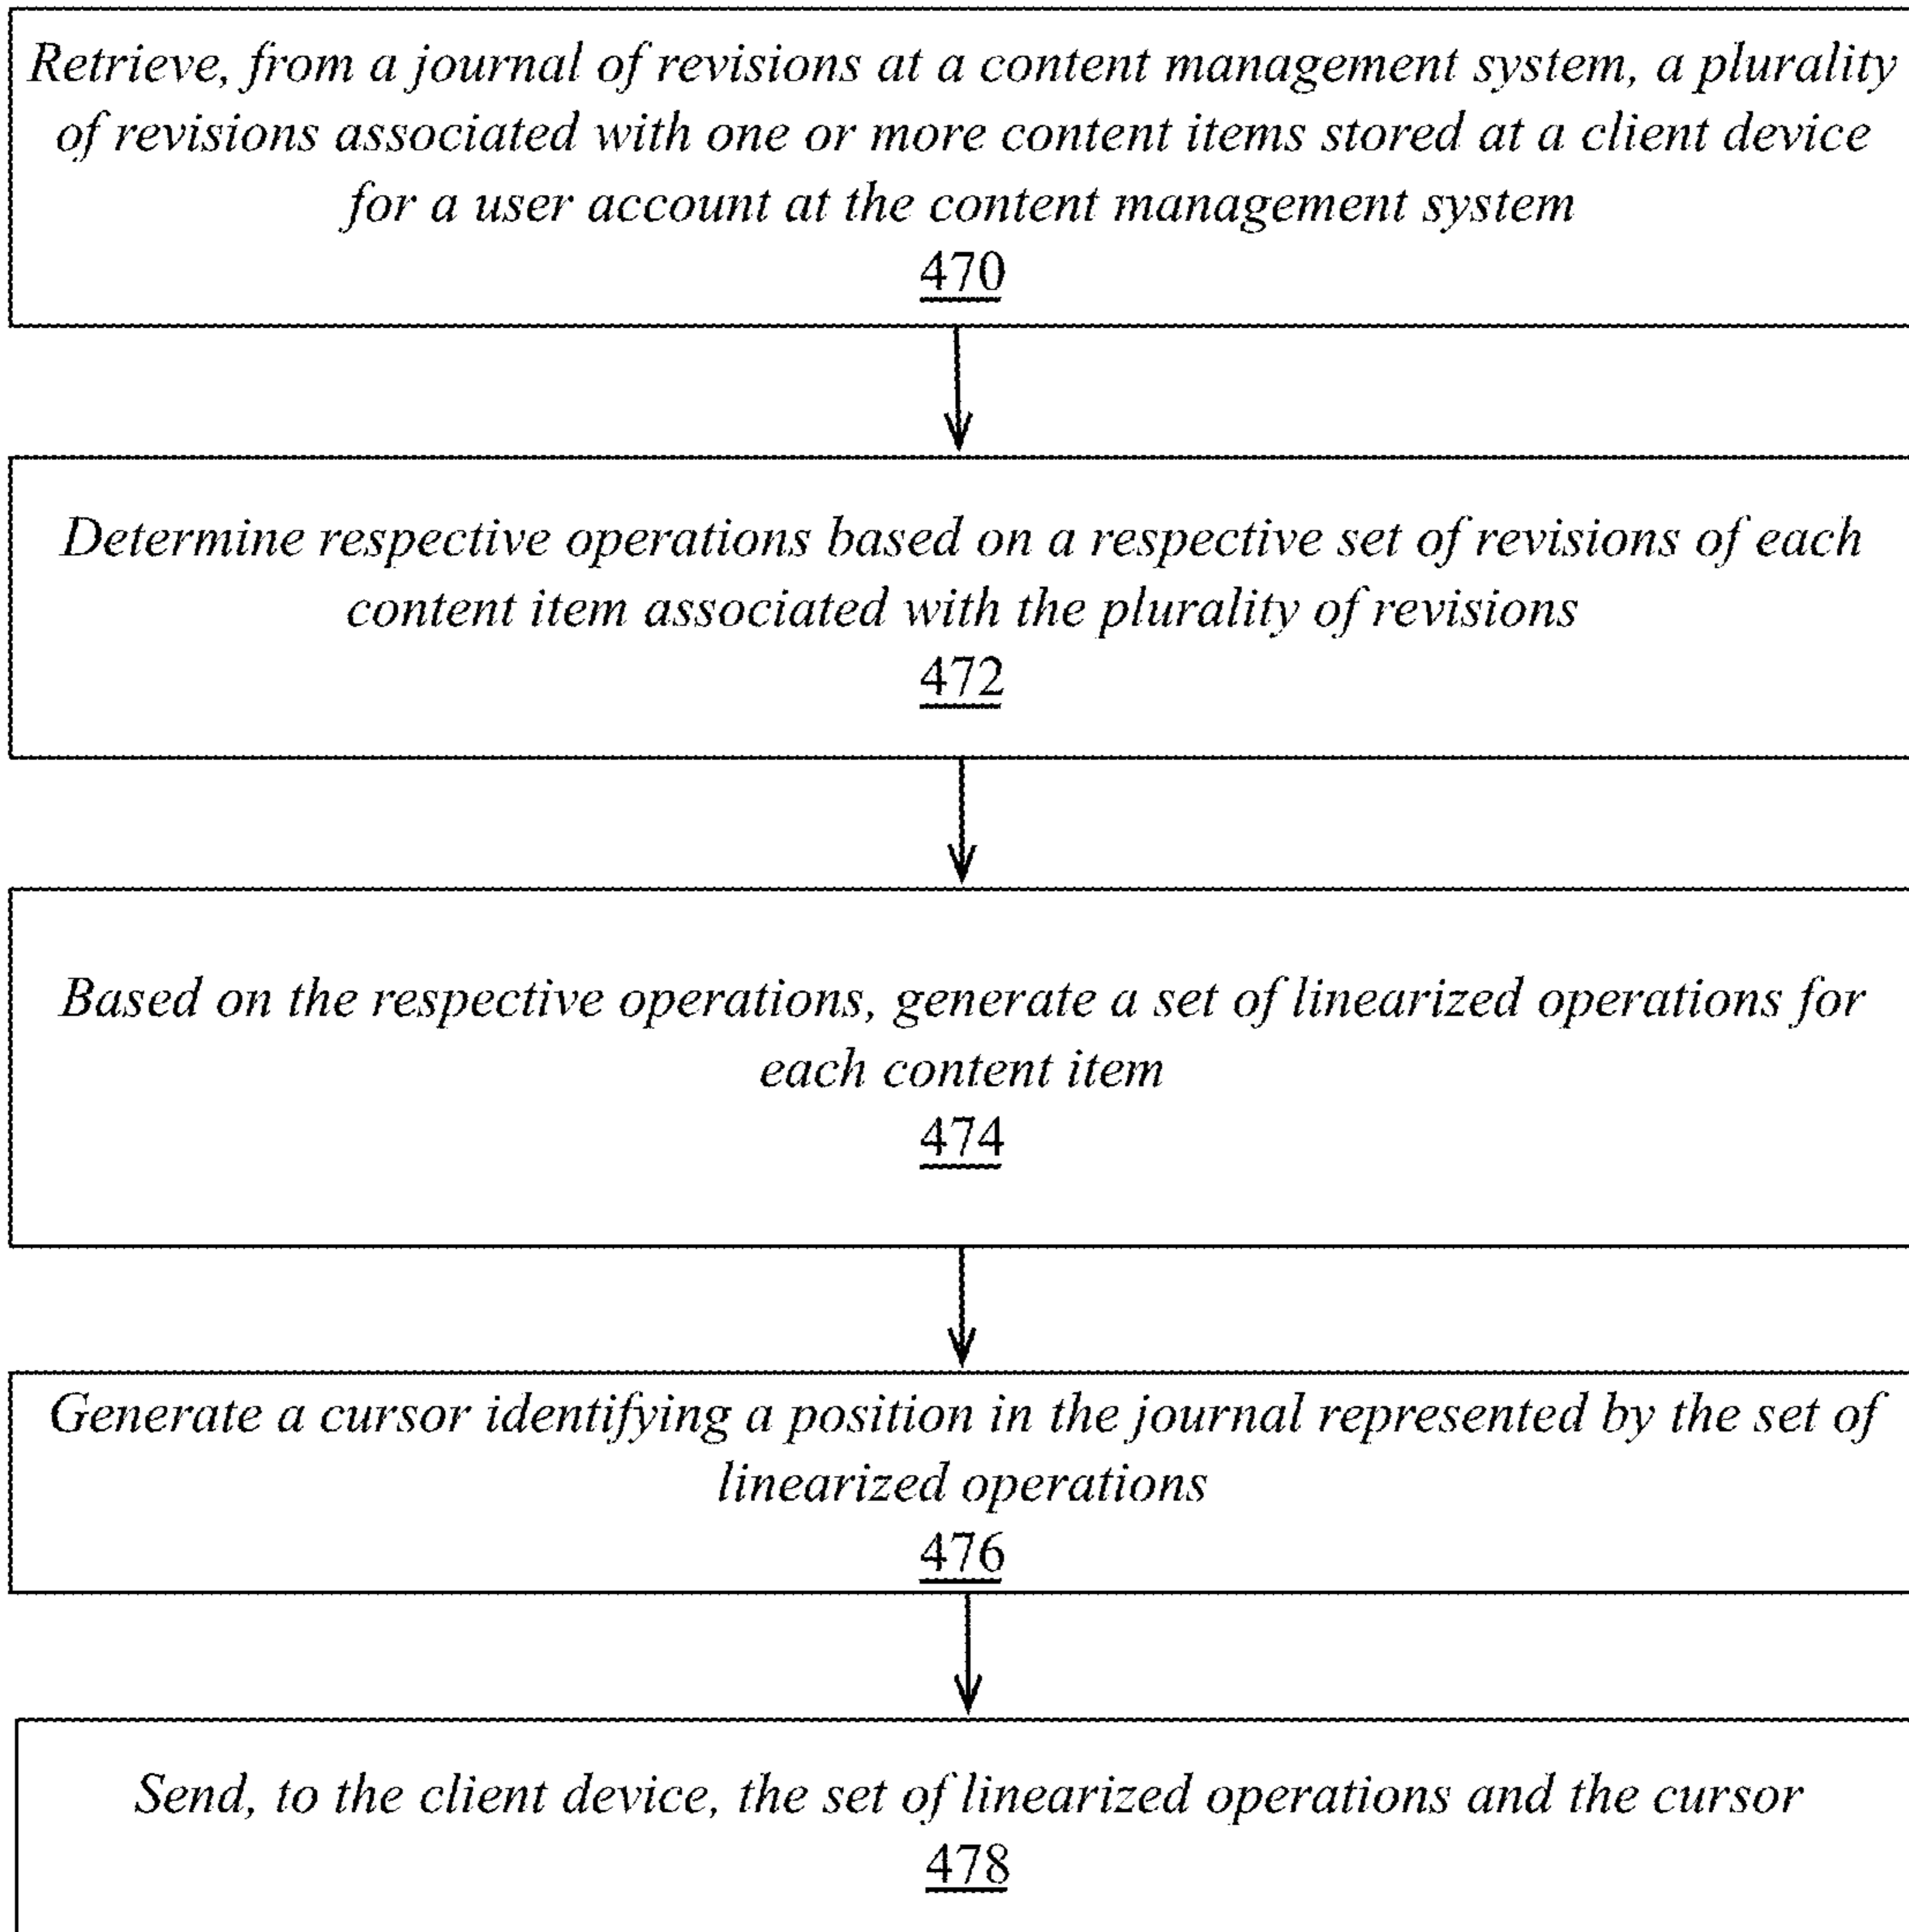 Retrieve, from a journal of revisions at a content management system, a plurality
of revisions associated with one or more content items stored at a client device
for a user account at the content management system
470
Determine respective operations based on a respective set of revisions of each
content item associated with the plurality of revisions
472
Based on the respective operations, generate a set of linearized operations for
each content item
474
Generate a cursor identifying a position in the journal represented by the set of
linearized operations
476
Send, to the client device, the set of linearized operations and the cursor
478